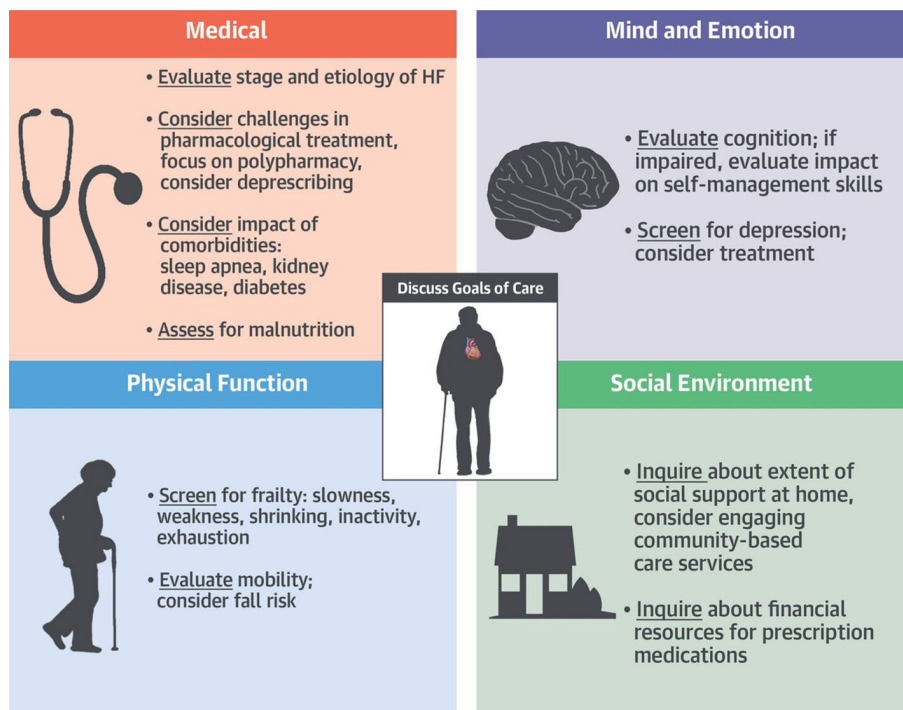 Medical
• Evaluate stage and etiology of HF
• Consider challenges in
pharmacological treatment,
focus on polypharmacy,
consider deprescribing
• Consider impact of
comorbidities:
sleep apnea, kidney
disease, diabetes
• Assess for malnutrition
Mind and Emotion
• Evaluate cognition; if
impaired, evaluate impact
on self-management skills
• Screen for depression;
consider treatment
Discuss Goals of Care
Physical Function
• Screen for frailty: slowness,
weakness, shrinking, inactivity,
exhaustion
• Evaluate mobility;
consider fall risk
Social Environment
• Inquire about extent of
social support at home,
consider engaging
community-based
care services
• Inquire about financial
resources for prescription
medications